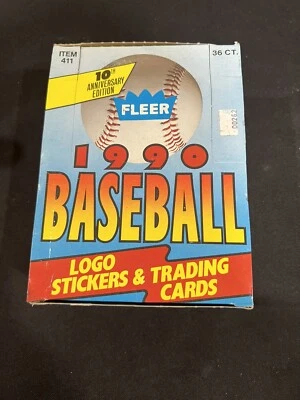 ITEM
411
36 CT.
10TH
ANNIVERSARY
EDITION
FLEER
1990
BASEBALL
LOGO
STICKERS & TRADING
CARDS